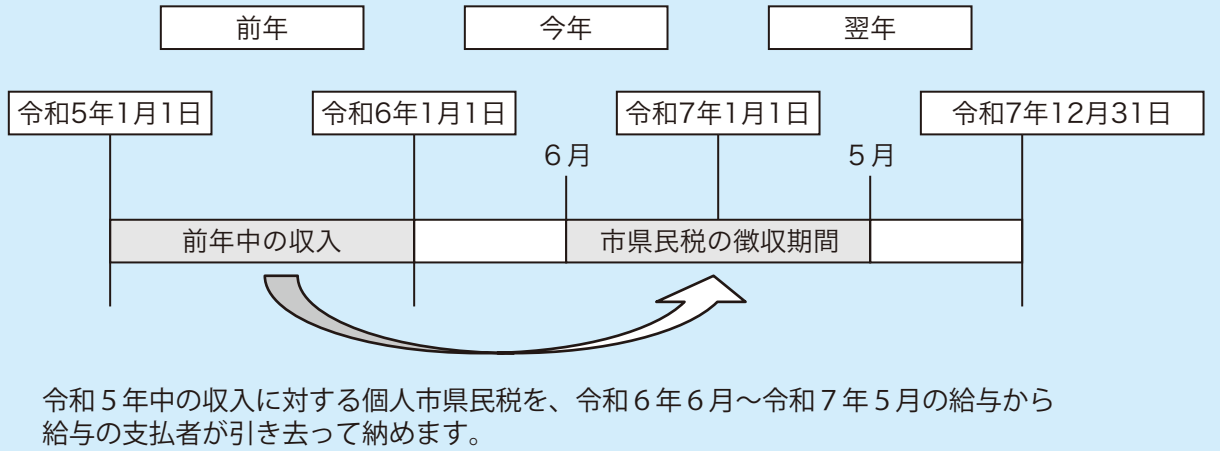 前年 今年 翌年
令和5年1月1日 令和6年1月1日 令和7年1月1日 令和7年12月31日
6月 5月
前年中の収入 市県民税の徴収期間
令和5年中の収入に対する個人市県民税を、令和6年6月〜令和7年5月の給与から
給与の支払者が引き去って納めます。